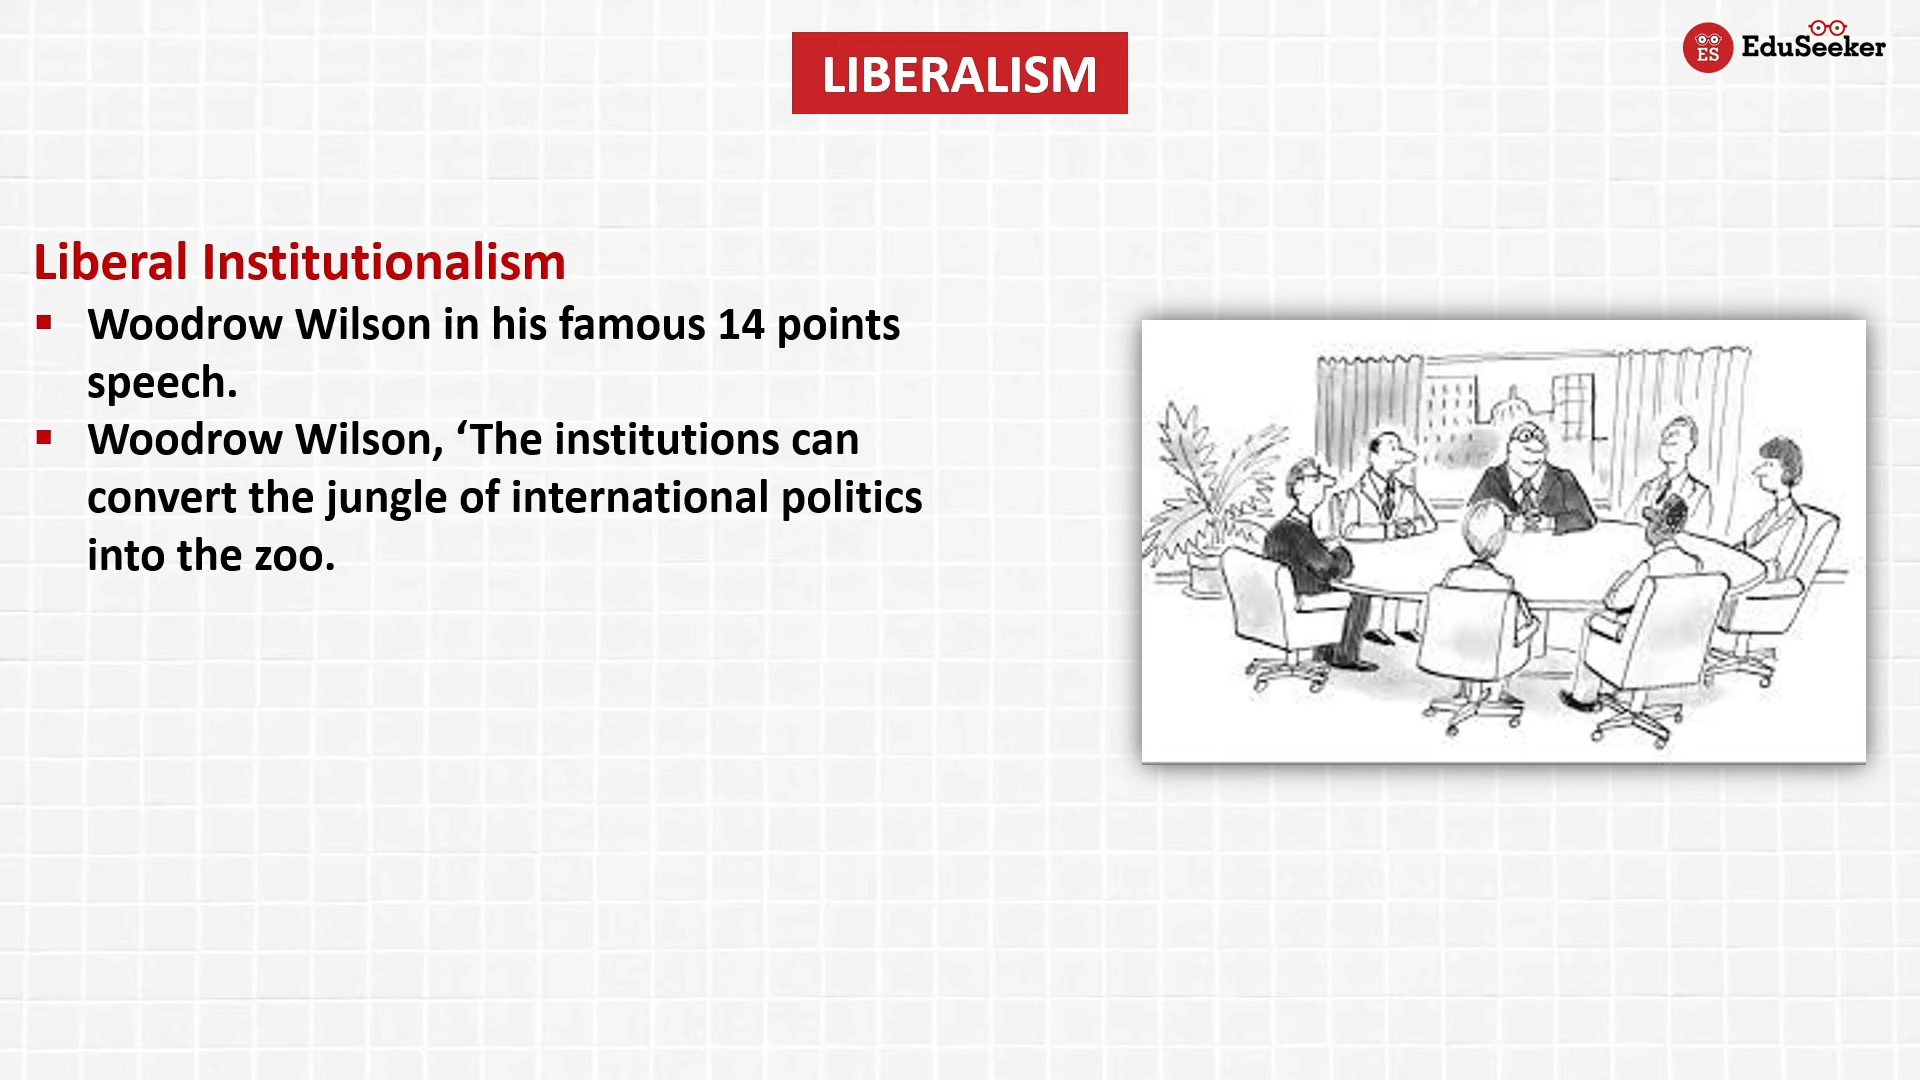 LIBERALISM
ES
EduSeeker
Liberal Institutionalism
▪ Woodrow Wilson in his famous 14 points
speech.
▪ Woodrow Wilson, ‘The institutions can
convert the jungle of international politics
into the zoo.